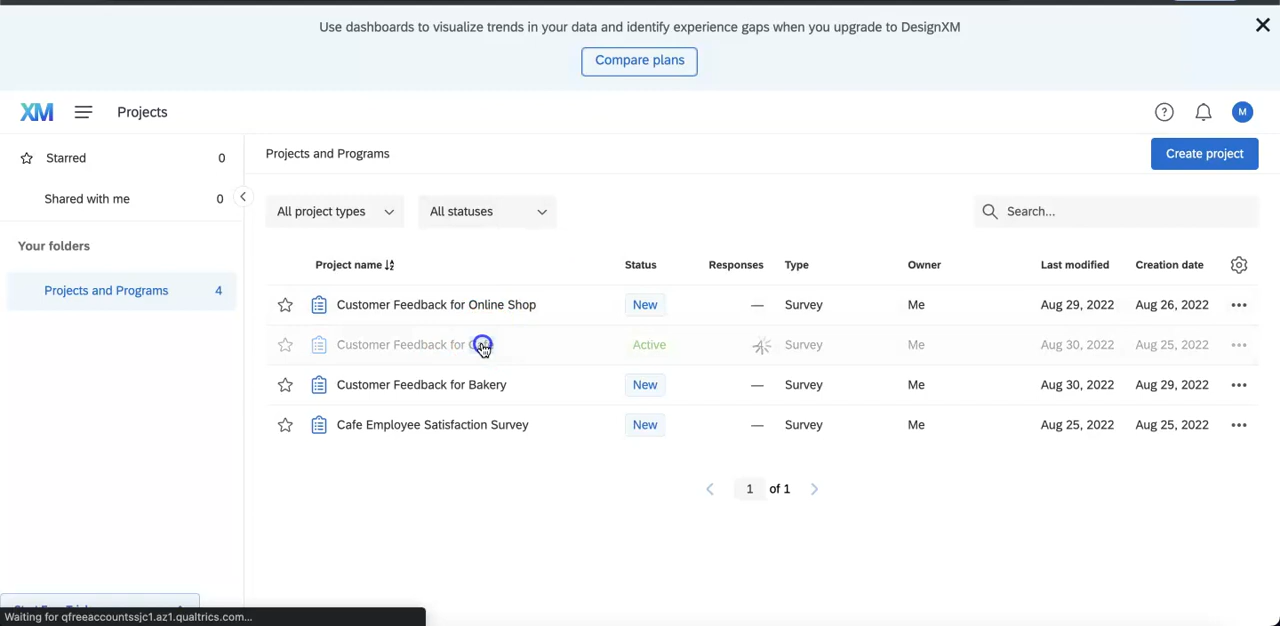 Use dashboards to visualize trends in your data and identify experience gaps when you upgrade to DesignXM
Compare plans
XM Projects M
Starred 0
Shared with me 0
Your folders
Projects and Programs 4
Projects and Programs
Create project
All project types All statuses Search...
Project name Status Responses Type Owner Last modified Creation date
Customer Feedback for Online Shop New — Survey Me Aug 29, 2022 Aug 26, 2022
Customer Feedback for Active Survey Me Aug 30, 2022 Aug 25, 2022
Customer Feedback for Bakery New — Survey Me Aug 30, 2022 Aug 29, 2022
Cafe Employee Satisfaction Survey New — Survey Me Aug 25, 2022 Aug 25, 2022
1 of 1
Waiting for qfreeaccountssjc1.az1.qualtrics.com...